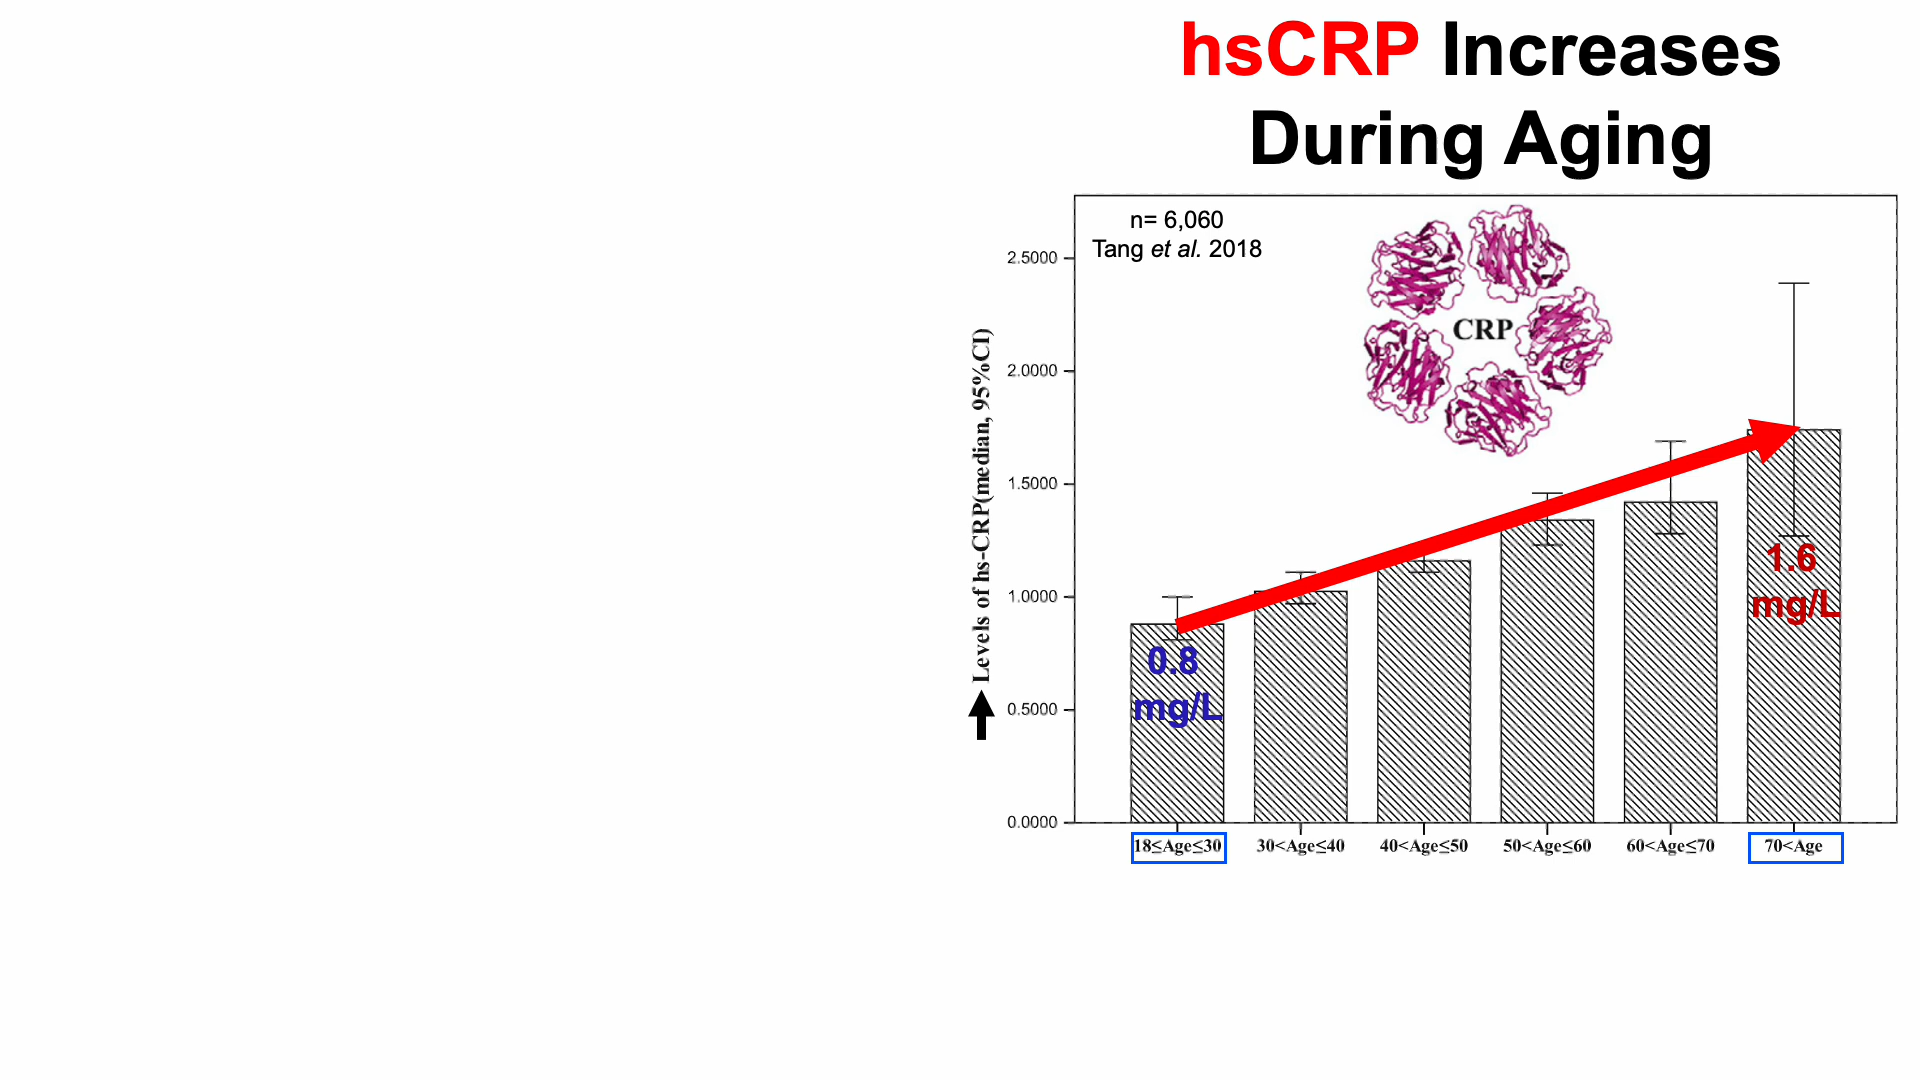 hsCRP Increases
During Aging
n= 6,060
Tang et al. 2018
CRP
Levels of hs-CRP(median, 95%CI)
2.5000
2.0000
1.5000
1.0000
0.5000
0.0000
0.8
mg/L
1.6
mg/L
18≤Age≤30
30<Age≤40
40<Age≤50
50<Age≤60
60<Age≤70
70<Age